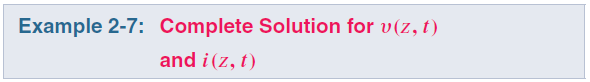 Example 2-7: Complete Solution for v(z, t)
and i(z, t)